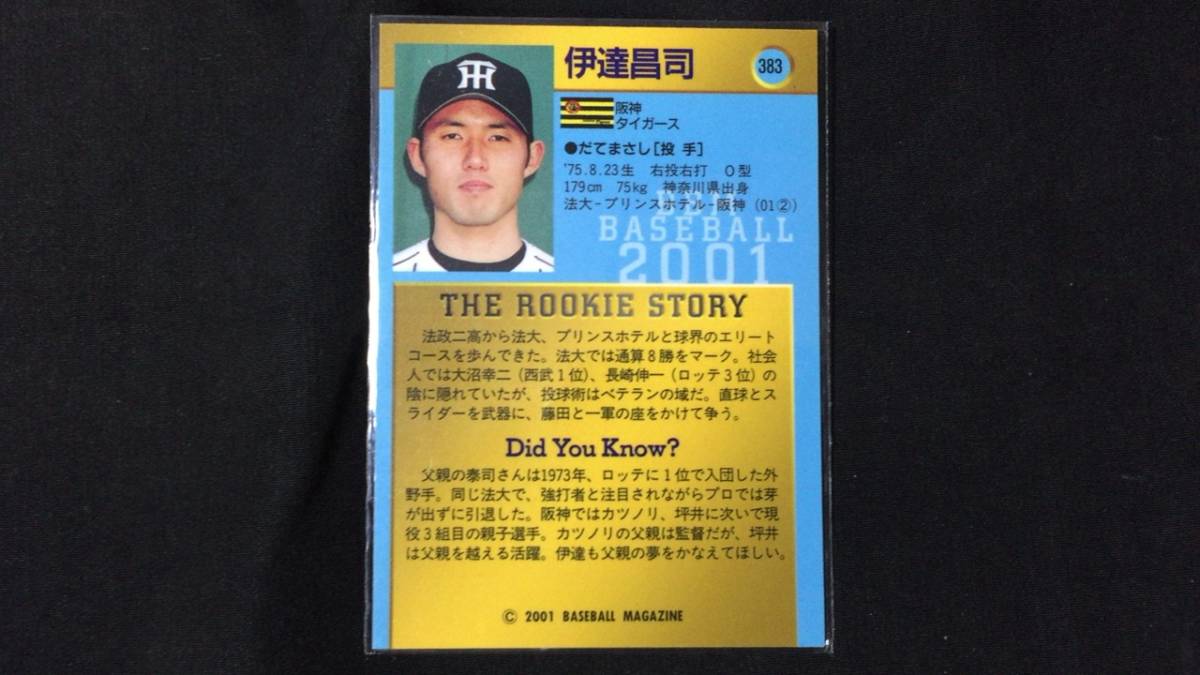 伊達昌司
383
阪神
タイガース
●だてまさし[投 手]
'75.8.23生 右投右打 O型
179cm 75kg 神奈川県出身
法大-プリンスホテル-阪神(01②)
BBM
BASEBALL
2001
THE ROOKIE STORY
法政二高から法大、プリンスホテルと球界のエリート
コースを歩んできた。法大では通算8勝をマーク。社会
人では大沼幸二(西武1位)、長崎伸一(ロッテ3位)の
陰に隠れていたが、投球術はベテランの域だ。直球とス
ライダーを武器に、藤田と一軍の座をかけて争う。
Did You Know?
父親の泰司さんは1973年、ロッテに1位で入団した外
野手。同じ法大で、強打者と注目されながらプロでは芽
が出ずに引退した。阪神ではカツノリ、坪井に次いで現
役3組目の親子選手。カツノリの父親は監督だが、坪井
は父親を越える活躍。伊達も父親の夢をかなえてほしい。
© 2001 BASEBALL MAGAZINE